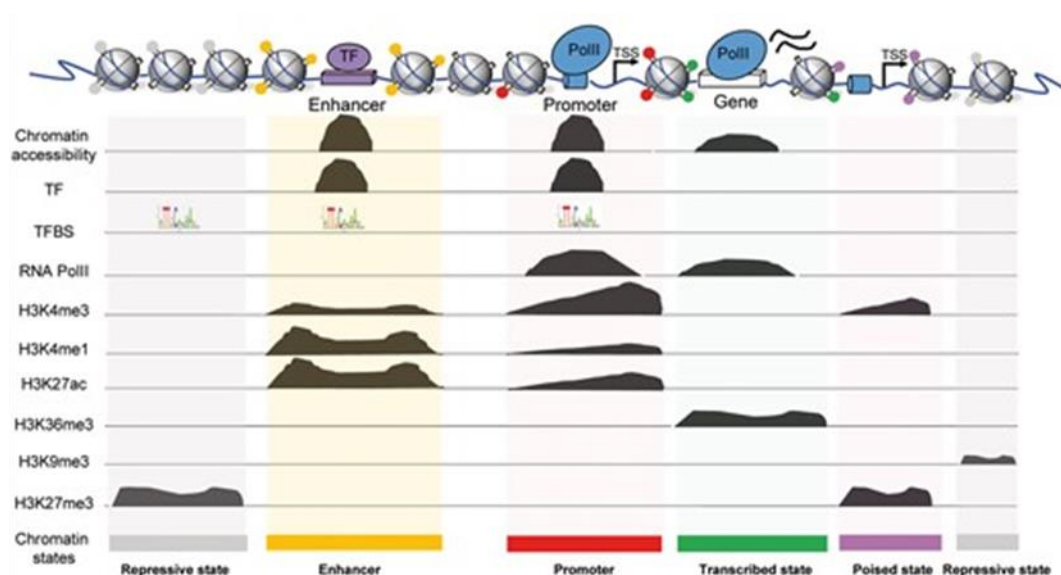 TF
PolII
TSS
PolII
TSS
Enhancer
Promoter
Gene
Chromatin
accessibility
TF
TFBS
RNA PolII
H3K4me3
H3K4me1
H3K27ac
H3K36me3
H3K9me3
H3K27me3
Chromatin
states
Repressive state
Enhancer
Promoter
Transcribed state
Poised state
Repressive state